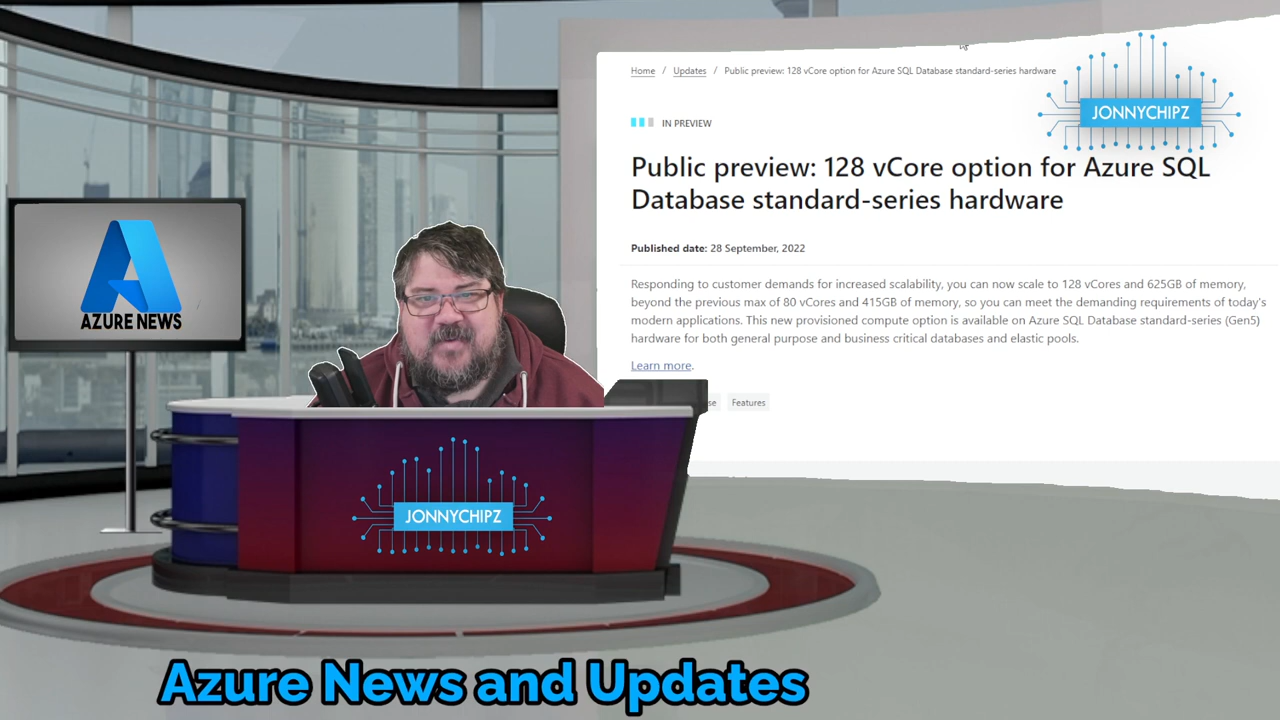 Home / Updates / Public preview: 128 vCore option for Azure SQL Database standard-series hardware
JONNYCHIPZ
IN PREVIEW
Public preview: 128 vCore option for Azure SQL
Database standard-series hardware
Published date: 28 September, 2022
Responding to customer demands for increased scalability, you can now scale to 128 vCores and 625GB of memory,
beyond the previous max of 80 vCores and 415GB of memory, so you can meet the demanding requirements of today's
modern applications. This new provisioned compute option is available on Azure SQL Database standard-series (Gen5)
hardware for both general purpose and business critical databases and elastic pools.
Learn more.
Features
AZURE NEWS
JONNYCHIPZ
Azure News and Updates